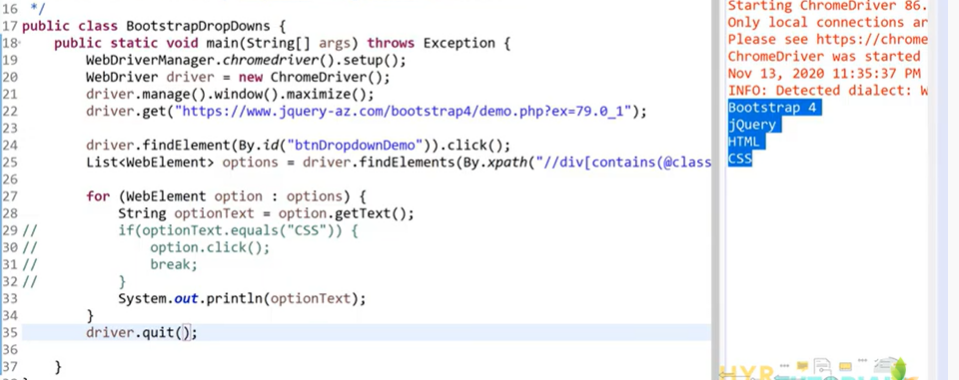 16 */
17 public class BootstrapDropDowns {
18 public static void main(String[] args) throws Exception {
19 WebDriverManager.chromedriver().setup();
20 WebDriver driver = new ChromeDriver();
21 driver.manage().window().maximize();
22 driver.get("https://www.jquery-az.com/bootstrap4/demo.php?ex=79.0_1");
23
24 driver.findElement(By.id("btnDropdownDemo")).click();
25 List<WebElement> options = driver.findElements(By.xpath("//div[contains(@class
26
27 for (WebElement option : options) {
28 String optionText = option.getText();
29 // if(optionText.equals("CSS")) {
30 // option.click();
31 // break;
32 // }
33 System.out.println(optionText);
34 }
35 driver.quit();
36
37 }
Starting ChromeDriver 86.
Only local connections ar
Please see https://chrome
ChromeDriver was started
Nov 13, 2020 11:35:37 PM
INFO: Detected dialect: W
Bootstrap 4
jQuery
HTML
CSS